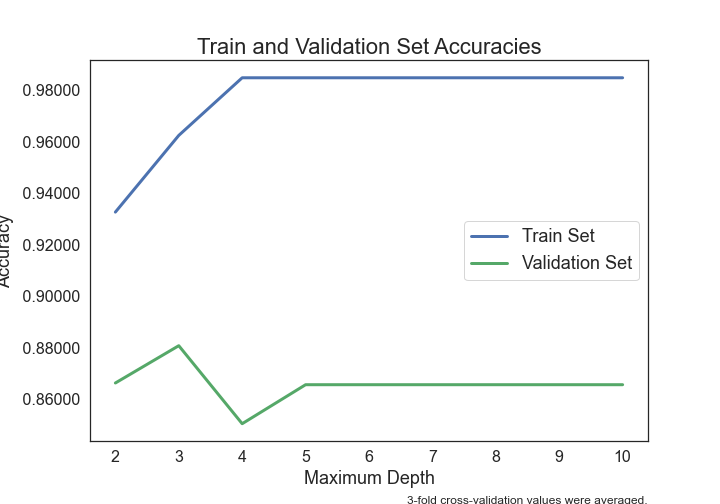 Train and Validation Set Accuracies
0.98000
0.96000
0.94000
0.92000
0.90000
0.88000
0.86000
Accuracy
Train Set
Validation Set
2 3 4 5 6 7 8 9 10
Maximum Depth
3-fold cross-validation values were averaged.